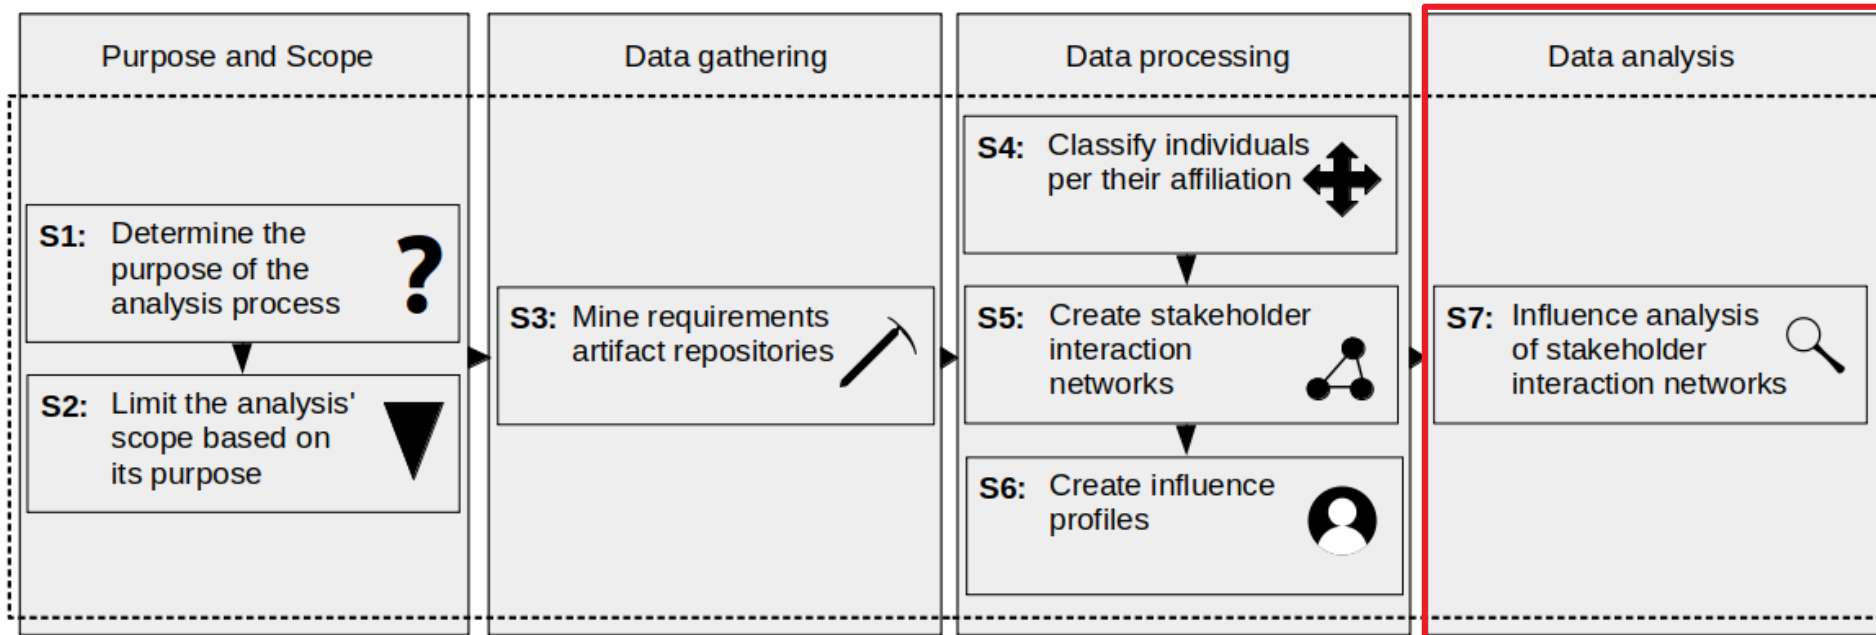 Purpose and Scope
S1: Determine the
purpose of the
analysis process
S2: Limit the analysis'
scope based on
its purpose
Data gathering
S3: Mine requirements
artifact repositories
Data processing
S4: Classify individuals
per their affiliation
S5: Create stakeholder
interaction
networks
S6: Create influence
profiles
Data analysis
S7: Influence analysis
of stakeholder
interaction networks